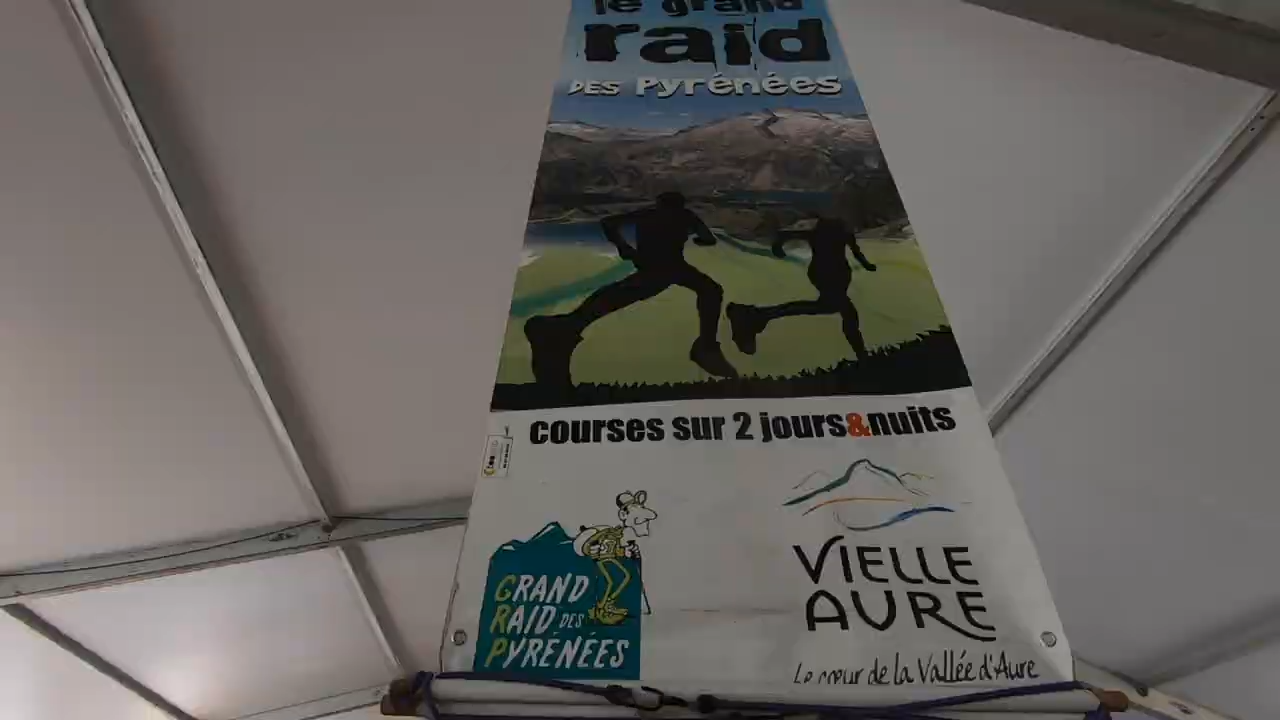 le grand
raid
DES PYRÉNÉES
courses sur 2 jours&nuits
GRAND
RAID DES
PYRÉNÉES
VIELLE
AURE
Le cœur de la Vallée d'Aure